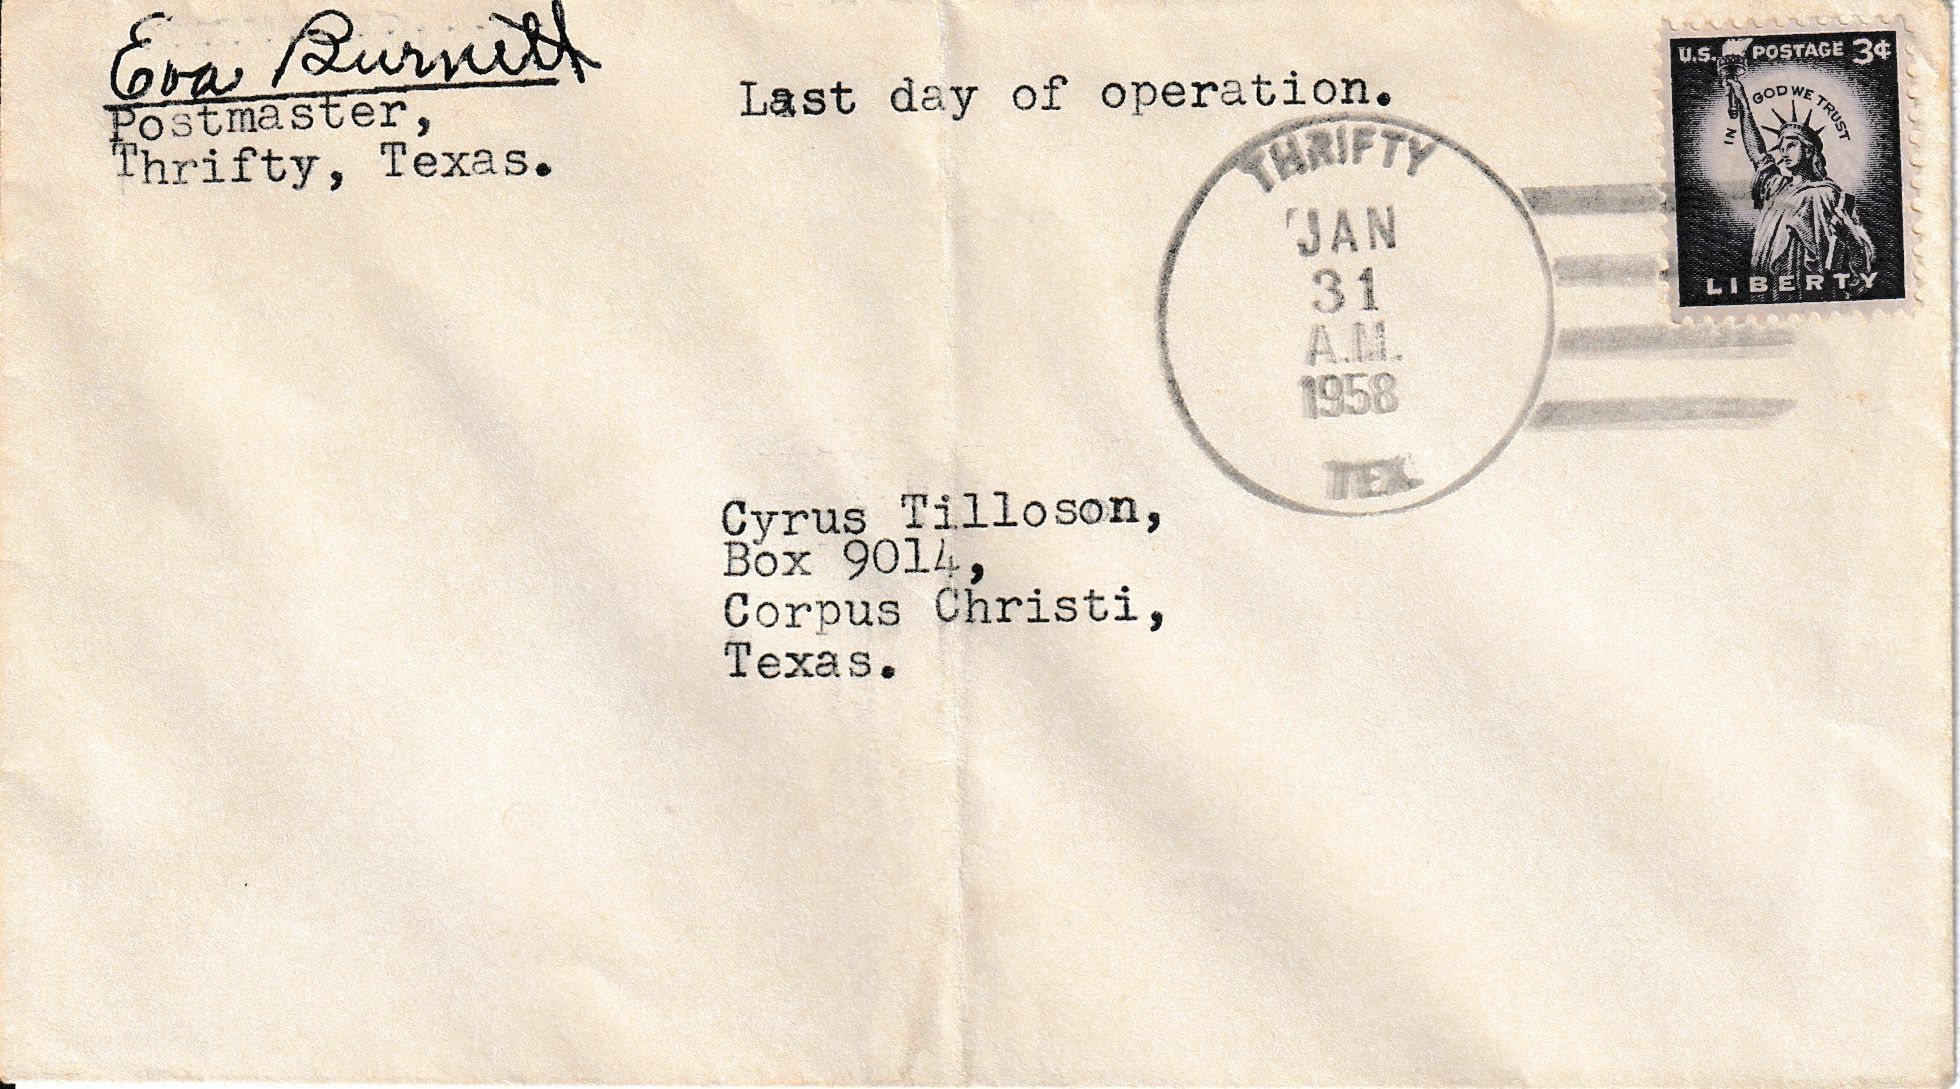 Eva Burnett
Postmaster,
Thrifty, Texas.
Last day of operation.
THRIFTY
JAN
31
A.M.
1958
TEX.
U.S. POSTAGE 3¢
IN GOD WE TRUST
LIBERTY
Cyrus Tilloson,
Box 9014,
Corpus Christi,
Texas.